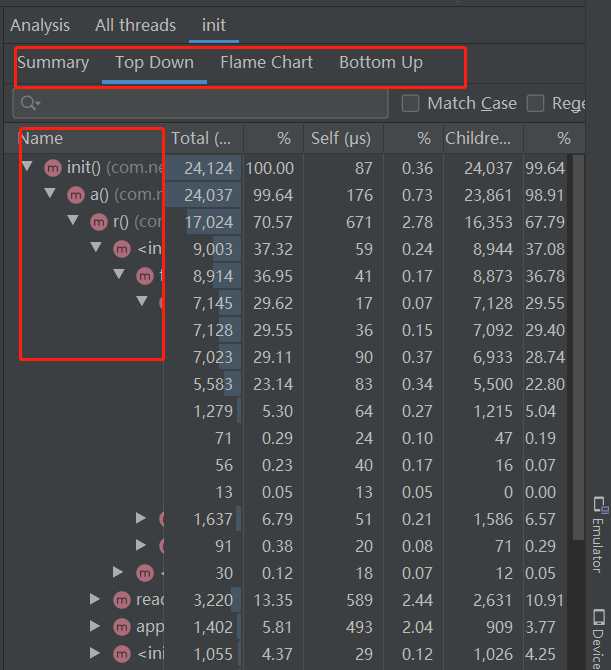 Analysis All threads init
Summary Top Down Flame Chart Bottom Up
Match Case Rege
Name Total (... % Self (μs) % Childre... %
m init() (com.ne 24,124 100.00 87 0.36 24,037 99.64
m a() (com.n 24,037 99.64 176 0.73 23,861 98.91
m r() (con 17,024 70.57 671 2.78 16,353 67.79
m <in 9,003 37.32 59 0.24 8,944 37.08
m 8,914 36.95 41 0.17 8,873 36.78
7,145 29.62 17 0.07 7,128 29.55
7,128 29.55 36 0.15 7,092 29.40
7,023 29.11 90 0.37 6,933 28.74
5,583 23.14 83 0.34 5,500 22.80
1,279 5.30 64 0.27 1,215 5.04
71 0.29 24 0.10 47 0.19
56 0.23 40 0.17 16 0.07
13 0.05 13 0.05 0 0.00
1,637 6.79 51 0.21 1,586 6.57
91 0.38 20 0.08 71 0.29
m < 30 0.12 18 0.07 12 0.05
m reac 3,220 13.35 589 2.44 2,631 10.91
m app 1,402 5.81 493 2.04 909 3.77
m <ini 1,055 4.37 29 0.12 1,026 4.25
Emulator
Device